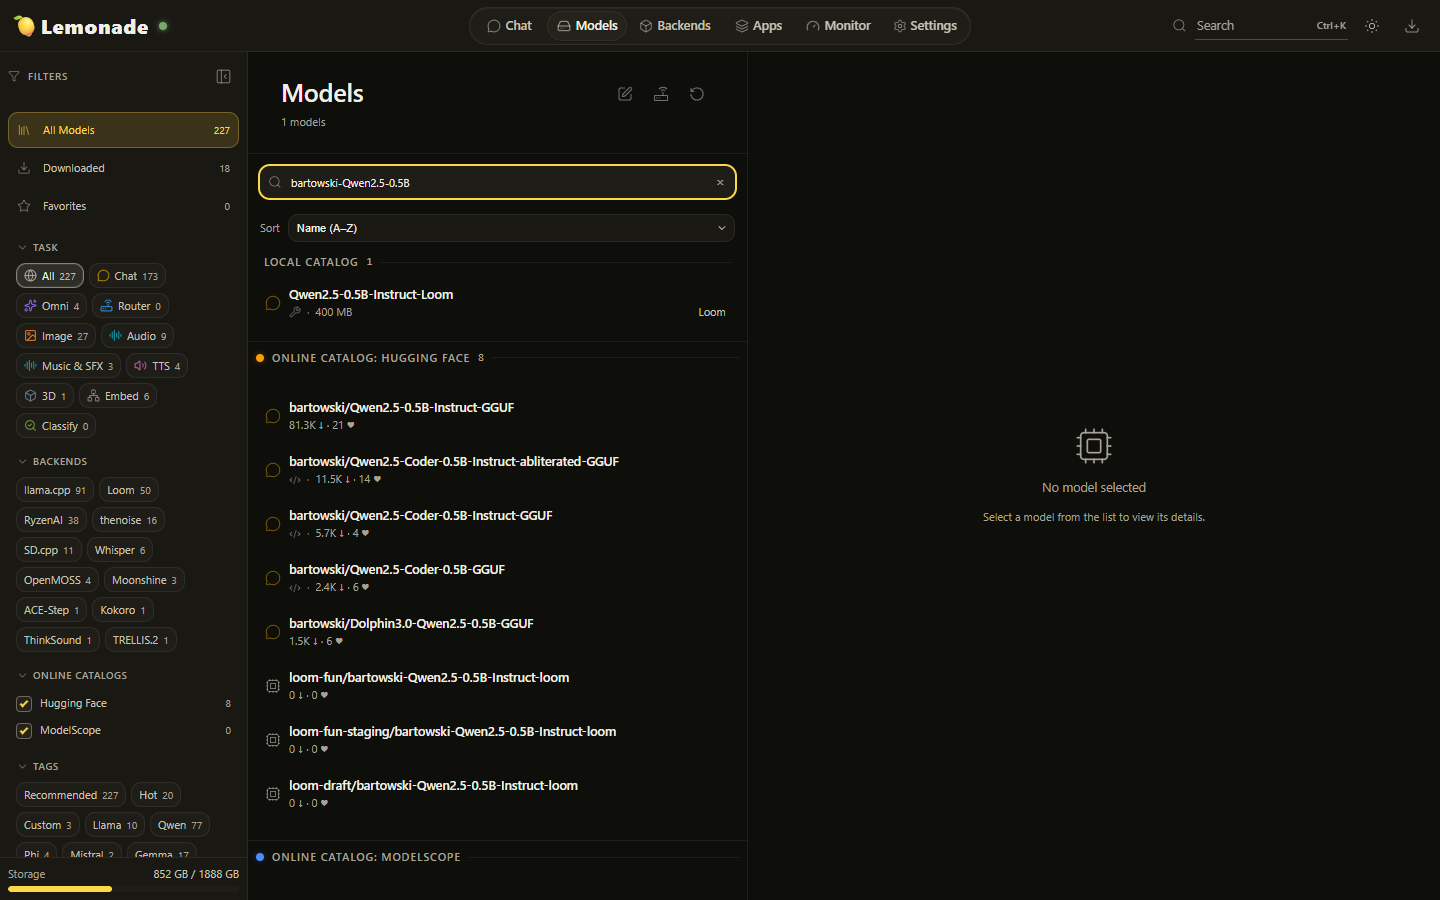 Lemonade
Chat
Models
Backends
Apps
Monitor
Settings
Search
Ctrl+K
FILTERS
All Models 227
Downloaded 18
Favorites 0
TASK
All 227
Chat 173
Omni 4
Router 0
Image 27
Audio 9
Music & SFX 3
TTS 4
3D 1
Embed 6
Classify 0
BACKENDS
llama.cpp 91
Loom 50
RyzenAI 38
thenoise 16
SD.cpp 11
Whisper 6
OpenMOSS 4
Moonshine 3
ACE-Step 1
Kokoro 1
ThinkSound 1
TRELLIS.2 1
ONLINE CATALOGS
Hugging Face 8
ModelScope 0
TAGS
Recommended 227
Hot 20
Custom 3
Llama 10
Qwen 77
Phi 4
Mistral 2
Gemma 17
Storage
852 GB / 1888 GB
Models
1 models
bartowski-Qwen2.5-0.5B
Sort
Name (A–Z)
LOCAL CATALOG 1
Qwen2.5-0.5B-Instruct-Loom
· 400 MB
Loom
ONLINE CATALOG: HUGGING FACE 8
bartowski/Qwen2.5-0.5B-Instruct-GGUF
81.3K ↓ · 21 ♥
bartowski/Qwen2.5-Coder-0.5B-Instruct-abliterated-GGUF
</> · 11.5K ↓ · 14 ♥
bartowski/Qwen2.5-Coder-0.5B-Instruct-GGUF
</> · 5.7K ↓ · 4 ♥
bartowski/Qwen2.5-Coder-0.5B-GGUF
</> · 2.4K ↓ · 6 ♥
bartowski/Dolphin3.0-Qwen2.5-0.5B-GGUF
1.5K ↓ · 6 ♥
loom-fun/bartowski-Qwen2.5-0.5B-Instruct-loom
0 ↓ · 0 ♥
loom-fun-staging/bartowski-Qwen2.5-0.5B-Instruct-loom
0 ↓ · 0 ♥
loom-draft/bartowski-Qwen2.5-0.5B-Instruct-loom
0 ↓ · 0 ♥
ONLINE CATALOG: MODELSCOPE
No model selected
Select a model from the list to view its details.